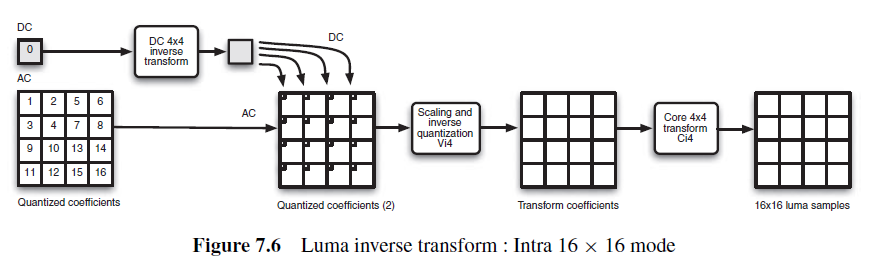 DC
0
DC 4x4
inverse
transform
DC
AC
1 2 5 6
3 4 7 8
9 10 13 14
11 12 15 16
AC
Scaling and
inverse
quantization
Vi4
Core 4x4
transform
Ci4
Quantized coefficients
Quantized coefficients (2)
Transform coefficients
16x16 luma samples
Figure 7.6 Luma inverse transform : Intra 16 × 16 mode